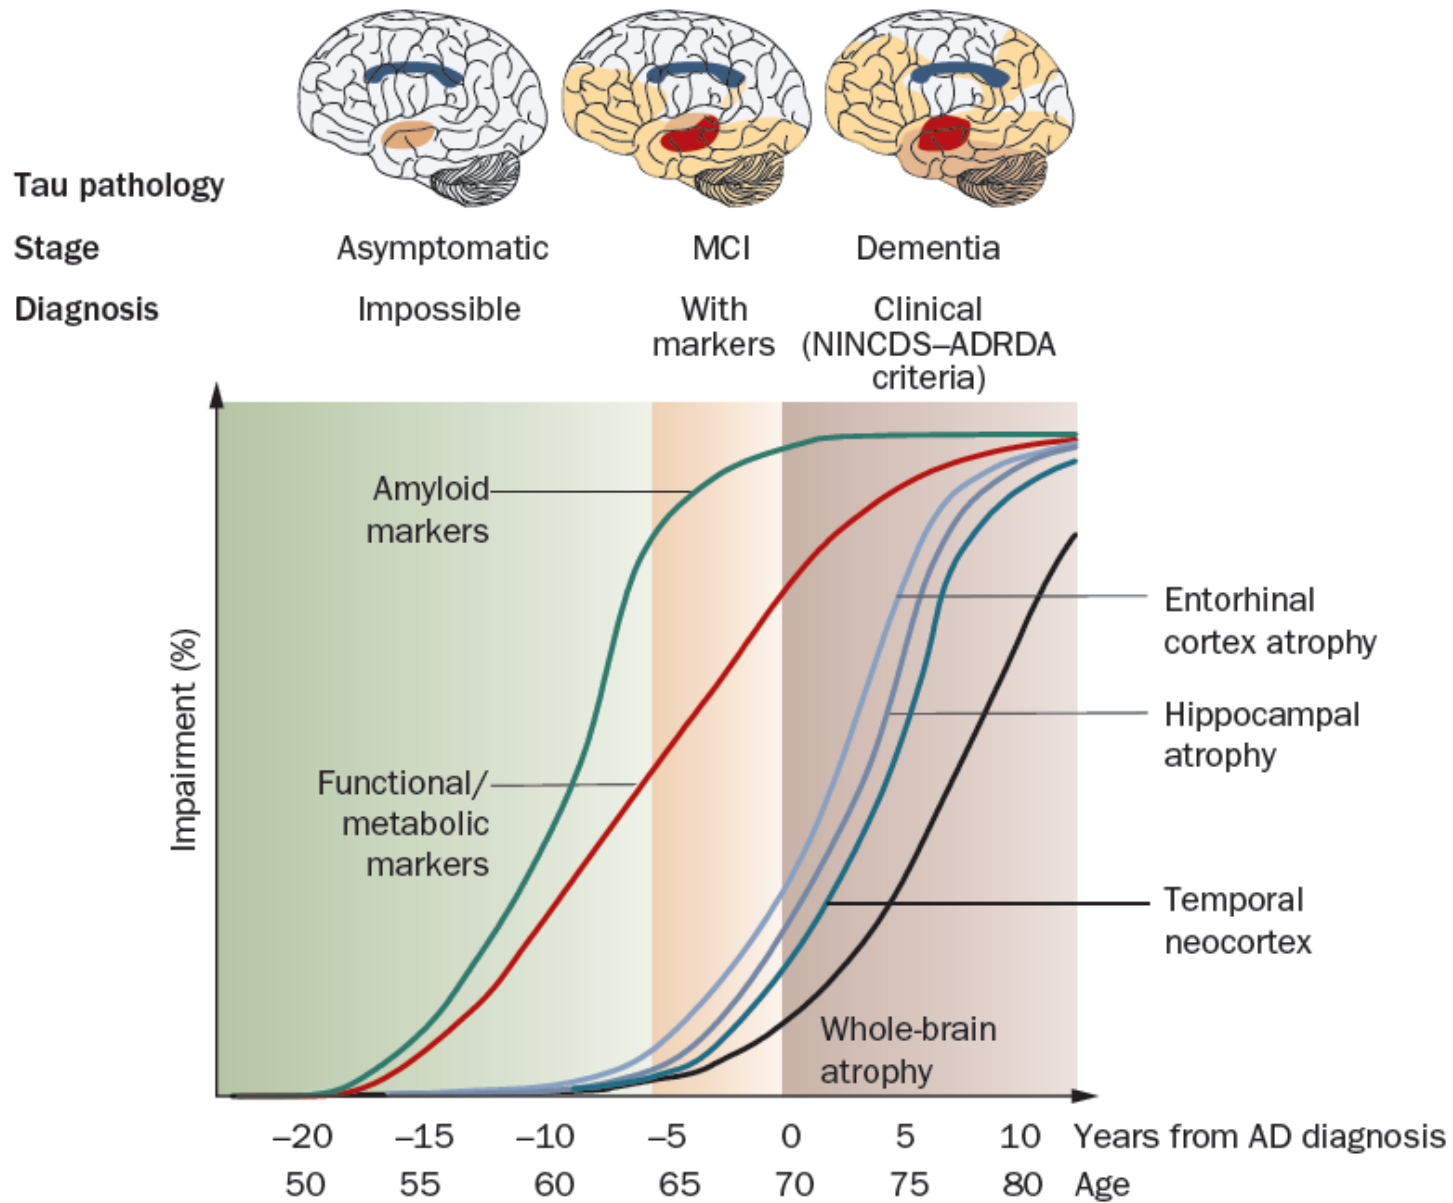 Tau pathology
Stage Asymptomatic MCI Dementia
Diagnosis Impossible With markers Clinical (NINCDS–ADRDA criteria)
Amyloid
markers
Functional/
metabolic
markers
Entorhinal
cortex atrophy
Hippocampal
atrophy
Temporal
neocortex
Whole-brain
atrophy
Impairment (%)
–20 –15 –10 –5 0 5 10 Years from AD diagnosis
50 55 60 65 70 75 80 Age